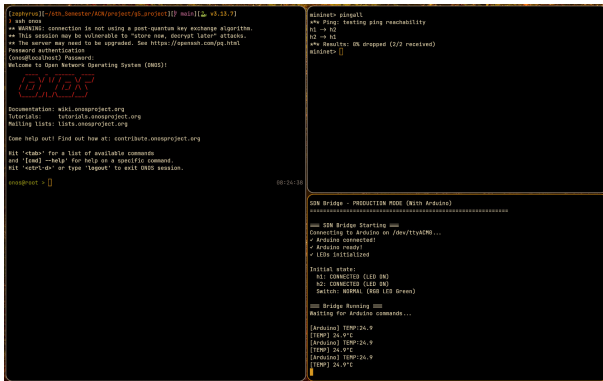 [zephyrus][~/6th_Semester/ACN/project/g5_project][ main][ v3.13.7]
) ssh onos
** WARNING: connection is not using a post-quantum key exchange algorithm.
** This session may be vulnerable to "store now, decrypt later" attacks.
** The server may need to be upgraded. See https://openssh.com/pq.html
Password authentication
(onos@localhost) Password:
Welcome to Open Network Operating System (ONOS)!
Documentation: wiki.onosproject.org
Tutorials: tutorials.onosproject.org
Mailing lists: lists.onosproject.org
Come help out! Find out how at: contribute.onosproject.org
Hit '<tab>' for a list of available commands
and '[cmd] --help' for help on a specific command.
Hit '<ctrl-d>' or type 'logout' to exit ONOS session.
onos@root >
mininet> pingall
*** Ping: testing ping reachability
h1 -> h2
h2 -> h1
*** Results: 0% dropped (2/2 received)
mininet>
SDN Bridge - PRODUCTION MODE (With Arduino)
============================================================
=== SDN Bridge Starting ===
Connecting to Arduino on /dev/ttyACM0...
✓ Arduino connected!
✓ Arduino ready!
✓ LEDs initialized
Initial state:
h1: CONNECTED (LED ON)
h2: CONNECTED (LED ON)
Switch: NORMAL (RGB LED Green)
=== Bridge Running ===
Waiting for Arduino commands...
[Arduino] TEMP:24.9
[TEMP] 24.9°C
[Arduino] TEMP:24.9
[TEMP] 24.9°C
[Arduino] TEMP:24.9
[TEMP] 24.9°C